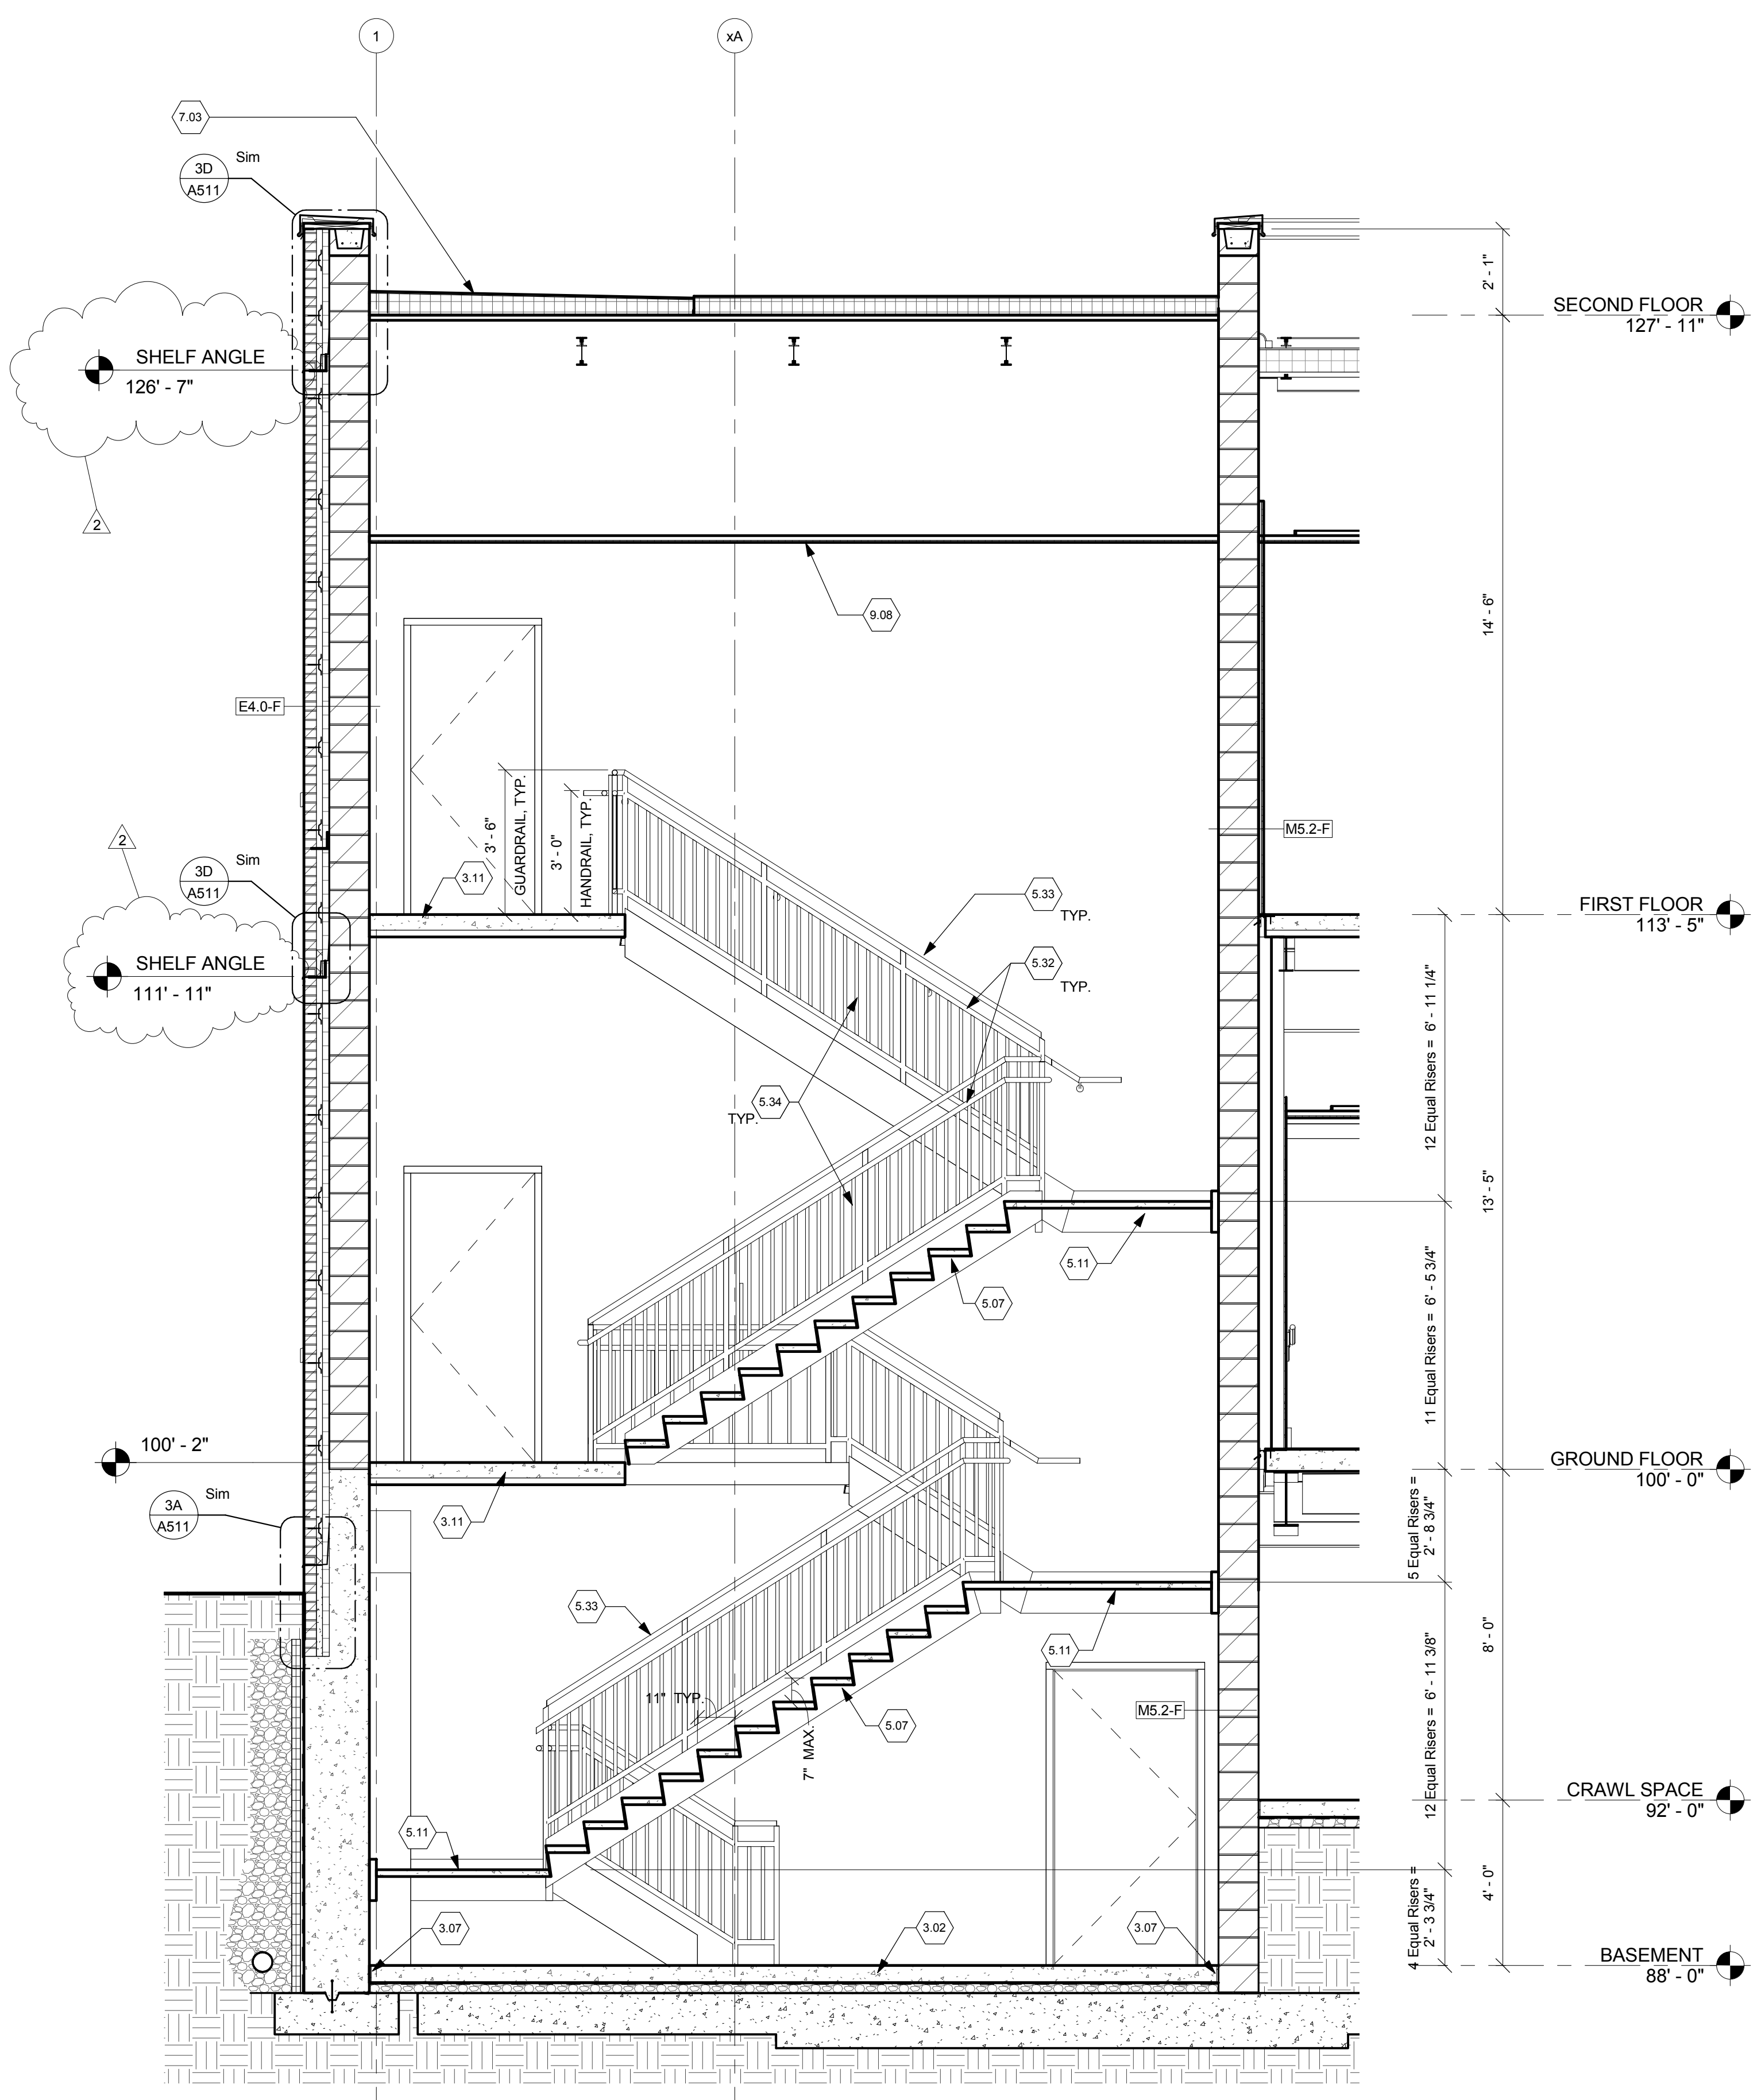 1
xA
7.03
3D
A511
Sim
2' - 1"
SECOND FLOOR
127' - 11"
SHELF ANGLE
126' - 7"
2
9.08
14' - 6"
E4.0-F
M5.2-F
3' - 6"
GUARDRAIL, TYP.
3' - 0"
HANDRAIL, TYP.
2
3D
A511
Sim
3.11
5.33
TYP.
FIRST FLOOR
113' - 5"
SHELF ANGLE
111' - 11"
5.32
TYP.
12 Equal Risers = 6' - 11 1/4"
5.34
TYP.
13' - 5"
5.11
5.07
11 Equal Risers = 6' - 5 3/4"
100' - 2"
GROUND FLOOR
100' - 0"
3A
A511
Sim
3.11
5 Equal Risers =
2' - 8 3/4"
5.33
5.11
8' - 0"
11" TYP.
7" MAX.
5.07
M5.2-F
12 Equal Risers = 6' - 11 3/8"
CRAWL SPACE
92' - 0"
5.11
4' - 0"
4 Equal Risers =
2' - 3 3/4"
3.07
3.02
3.07
BASEMENT
88' - 0"